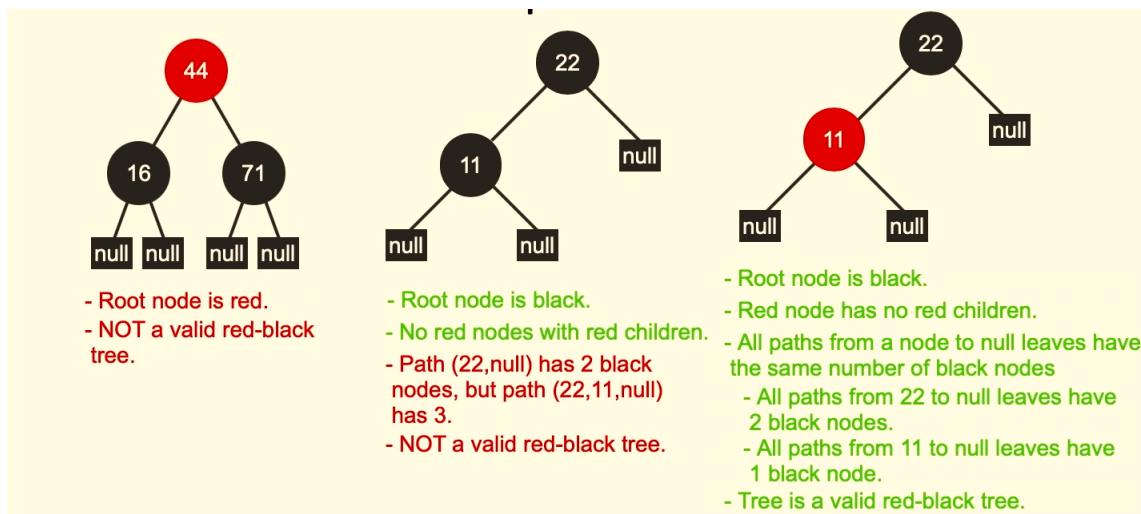 44
16
71
null
null
null
null
- Root node is red.
- NOT a valid red-black
tree.
22
11
null
null
null
- Root node is black.
- No red nodes with red children.
- Path (22,null) has 2 black
nodes, but path (22,11,null)
has 3.
- NOT a valid red-black tree.
22
11
null
null
null
- Root node is black.
- Red node has no red children.
- All paths from a node to null leaves have
the same number of black nodes
- All paths from 22 to null leaves have
2 black nodes.
- All paths from 11 to null leaves have
1 black node.
- Tree is a valid red-black tree.